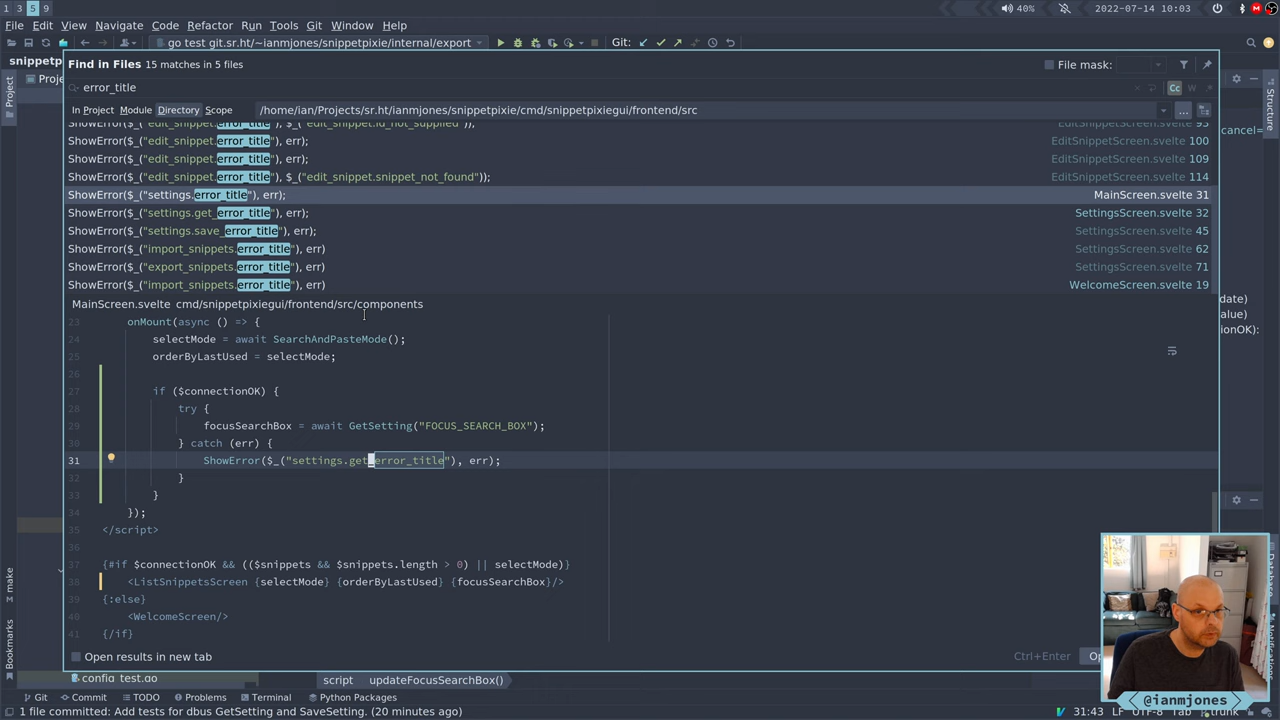 1 3 5 9
40%
2022-07-14 10:03
File Edit View Navigate Code Refactor Run Tools Git Window Help
go test git.sr.ht/~ianmjones/snippetpixie/internal/export
Git:
snippetp
Proj
Find in Files 15 matches in 5 files
File mask:
error_title
Cc W
In Project Module Directory Scope
/home/ian/Projects/sr.ht/ianmjones/snippetpixie/cmd/snippetpixiegui/frontend/src
...
ShowError($_("edit_snippet.error_title"), $_("edit_snippet.id_not_supplied"));
EditSnippetScreen.svelte 93
ShowError($_("edit_snippet.error_title"), err);
EditSnippetScreen.svelte 100
ShowError($_("edit_snippet.error_title"), err);
EditSnippetScreen.svelte 109
ShowError($_("edit_snippet.error_title"), $_("edit_snippet.snippet_not_found"));
EditSnippetScreen.svelte 114
ShowError($_("settings.error_title"), err);
MainScreen.svelte 31
ShowError($_("settings.get_error_title"), err);
SettingsScreen.svelte 32
ShowError($_("settings.save_error_title"), err);
SettingsScreen.svelte 45
ShowError($_("import_snippets.error_title"), err)
SettingsScreen.svelte 62
ShowError($_("export_snippets.error_title"), err)
SettingsScreen.svelte 71
ShowError($_("import_snippets.error_title"), err)
WelcomeScreen.svelte 19
MainScreen.svelte cmd/snippetpixiegui/frontend/src/components
23 onMount(async () => {
24 selectMode = await SearchAndPasteMode();
25 orderByLastUsed = selectMode;
26
27 if ($connectionOK) {
28 try {
29 focusSearchBox = await GetSetting("FOCUS_SEARCH_BOX");
30 } catch (err) {
31 ShowError($_("settings.get_error_title"), err);
32 }
33 }
34 });
35 </script>
36
37 {#if $connectionOK && (($snippets && $snippets.length > 0) || selectMode)}
38 <ListSnippetsScreen {selectMode} {orderByLastUsed} {focusSearchBox}/>
39 {:else}
40 <WelcomeScreen/>
41 {/if}
Open results in new tab
Ctrl+Enter
Op
Project
make
Bookmarks
Structure
cancel=
date)
value)
ionOK):
config_test.go
script
updateFocusSearchBox()
Git Commit TODO Problems Terminal Python Packages
1 file committed: Add tests for dbus GetSetting and SaveSetting. (20 minutes ago)
31:43 LF UTF-8 Tab trunk
@ianmjones